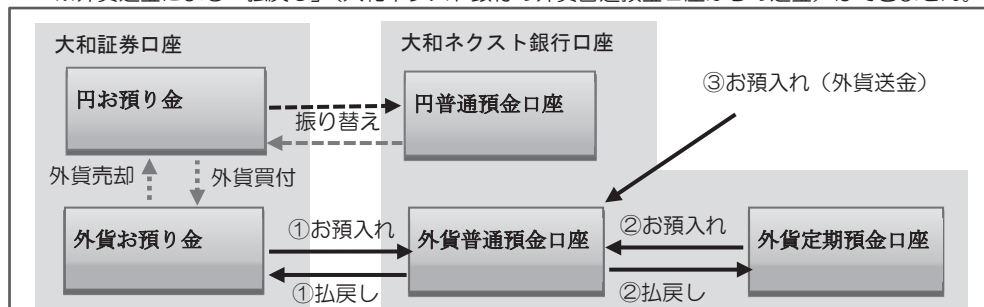 大和証券口座
大和ネクスト銀行口座
円お預り金
円普通預金口座
③お預入れ（外貨送金）
振り替え
外貨売却
外貨買付
外貨お預り金
①お預入れ
外貨普通預金口座
②お預入れ
外貨定期預金口座
①払戻し
②払戻し